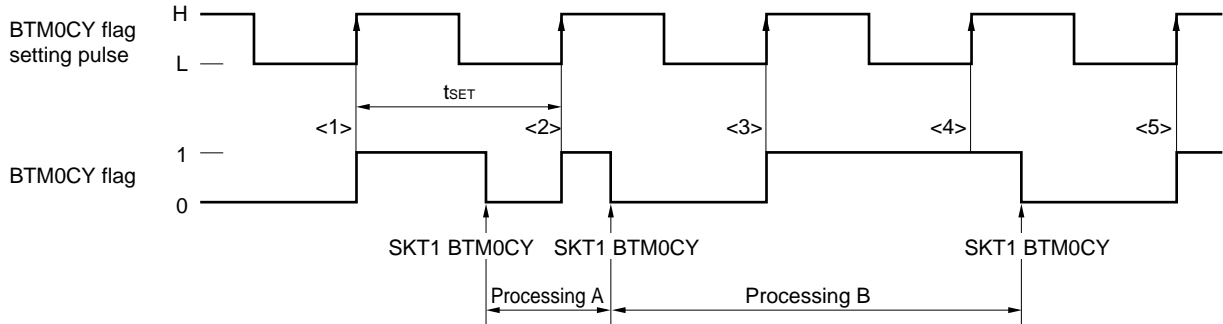 BTM0CY flag
setting pulse
H
L
tSET
<1>
<2>
<3>
<4>
<5>
BTM0CY flag
1
0
SKT1 BTM0CY
SKT1 BTM0CY
SKT1 BTM0CY
Processing A
Processing B